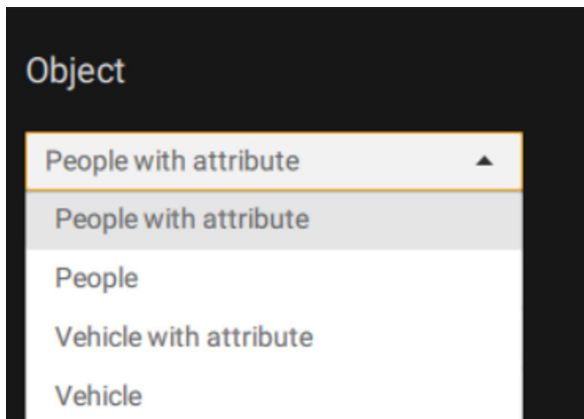 Object
People with attribute
People with attribute
People
Vehicle with attribute
Vehicle